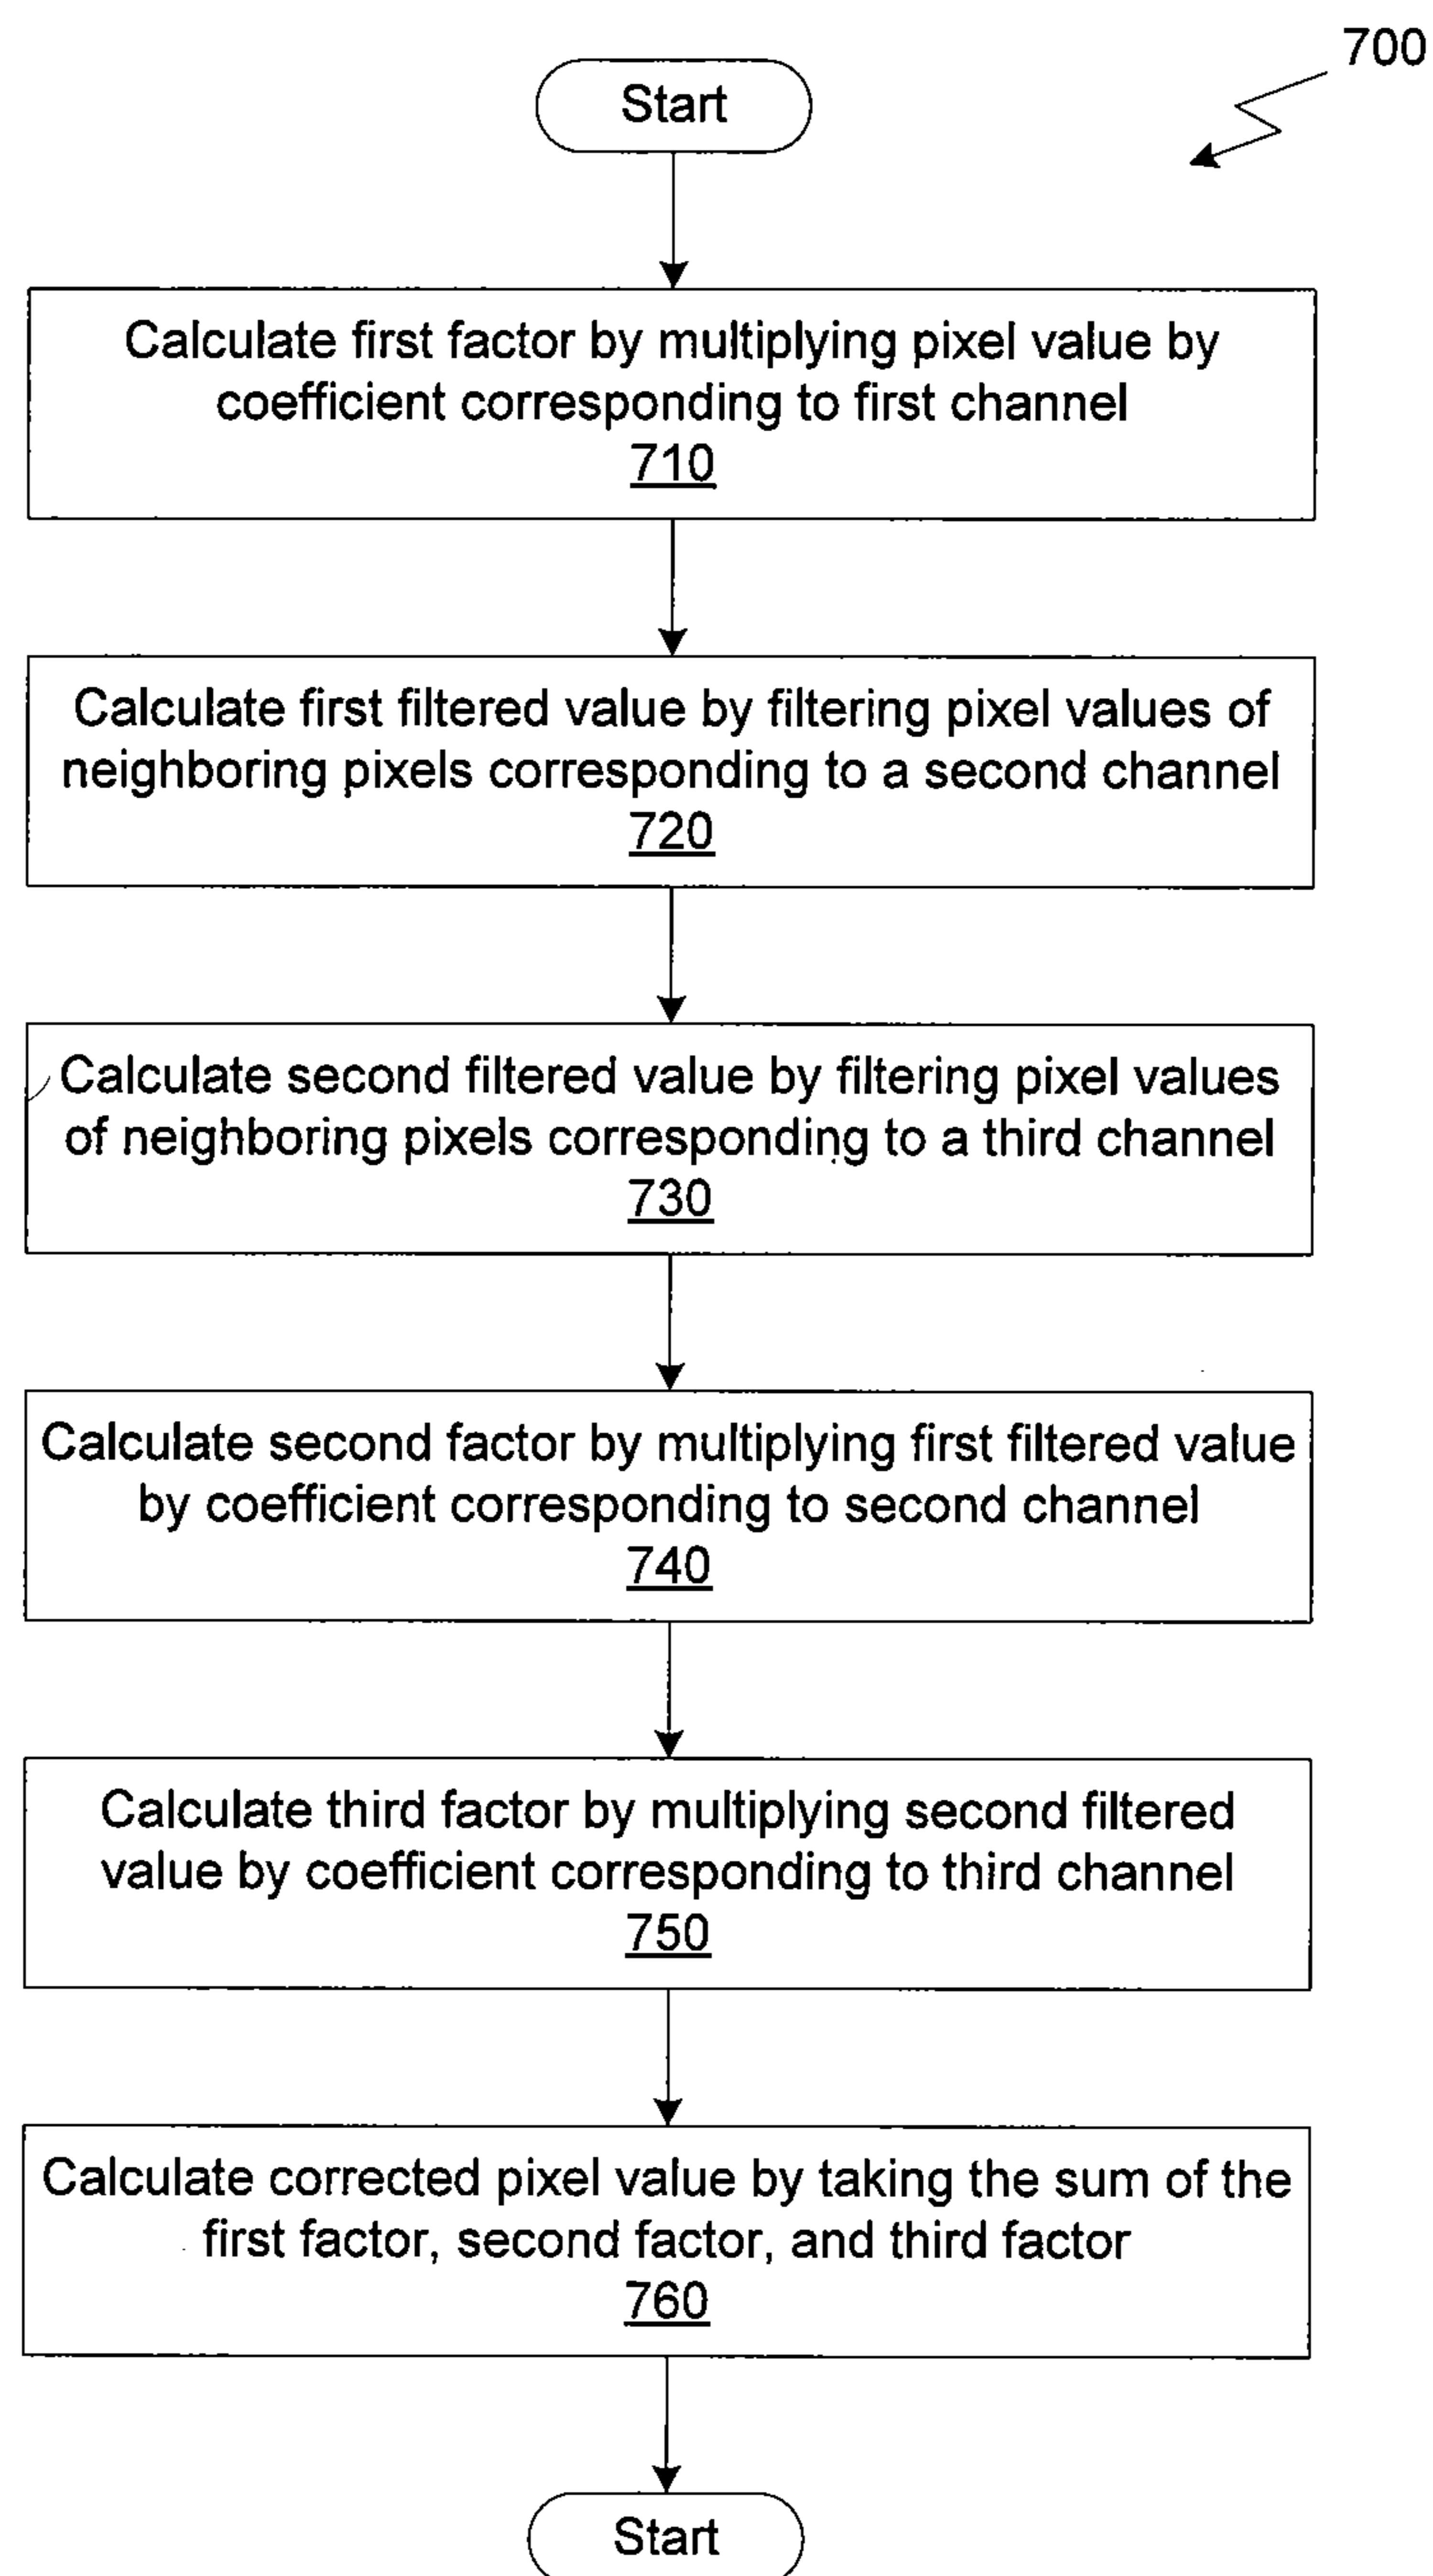 700
Start
Calculate first factor by multiplying pixel value by
coefficient corresponding to first channel
710
Calculate first filtered value by filtering pixel values of
neighboring pixels corresponding to a second channel
720
Calculate second filtered value by filtering pixel values
of neighboring pixels corresponding to a third channel
730
Calculate second factor by multiplying first filtered value
by coefficient corresponding to second channel
740
Calculate third factor by multiplying second filtered
value by coefficient corresponding to third channel
750
Calculate corrected pixel value by taking the sum of the
first factor, second factor, and third factor
760
Start